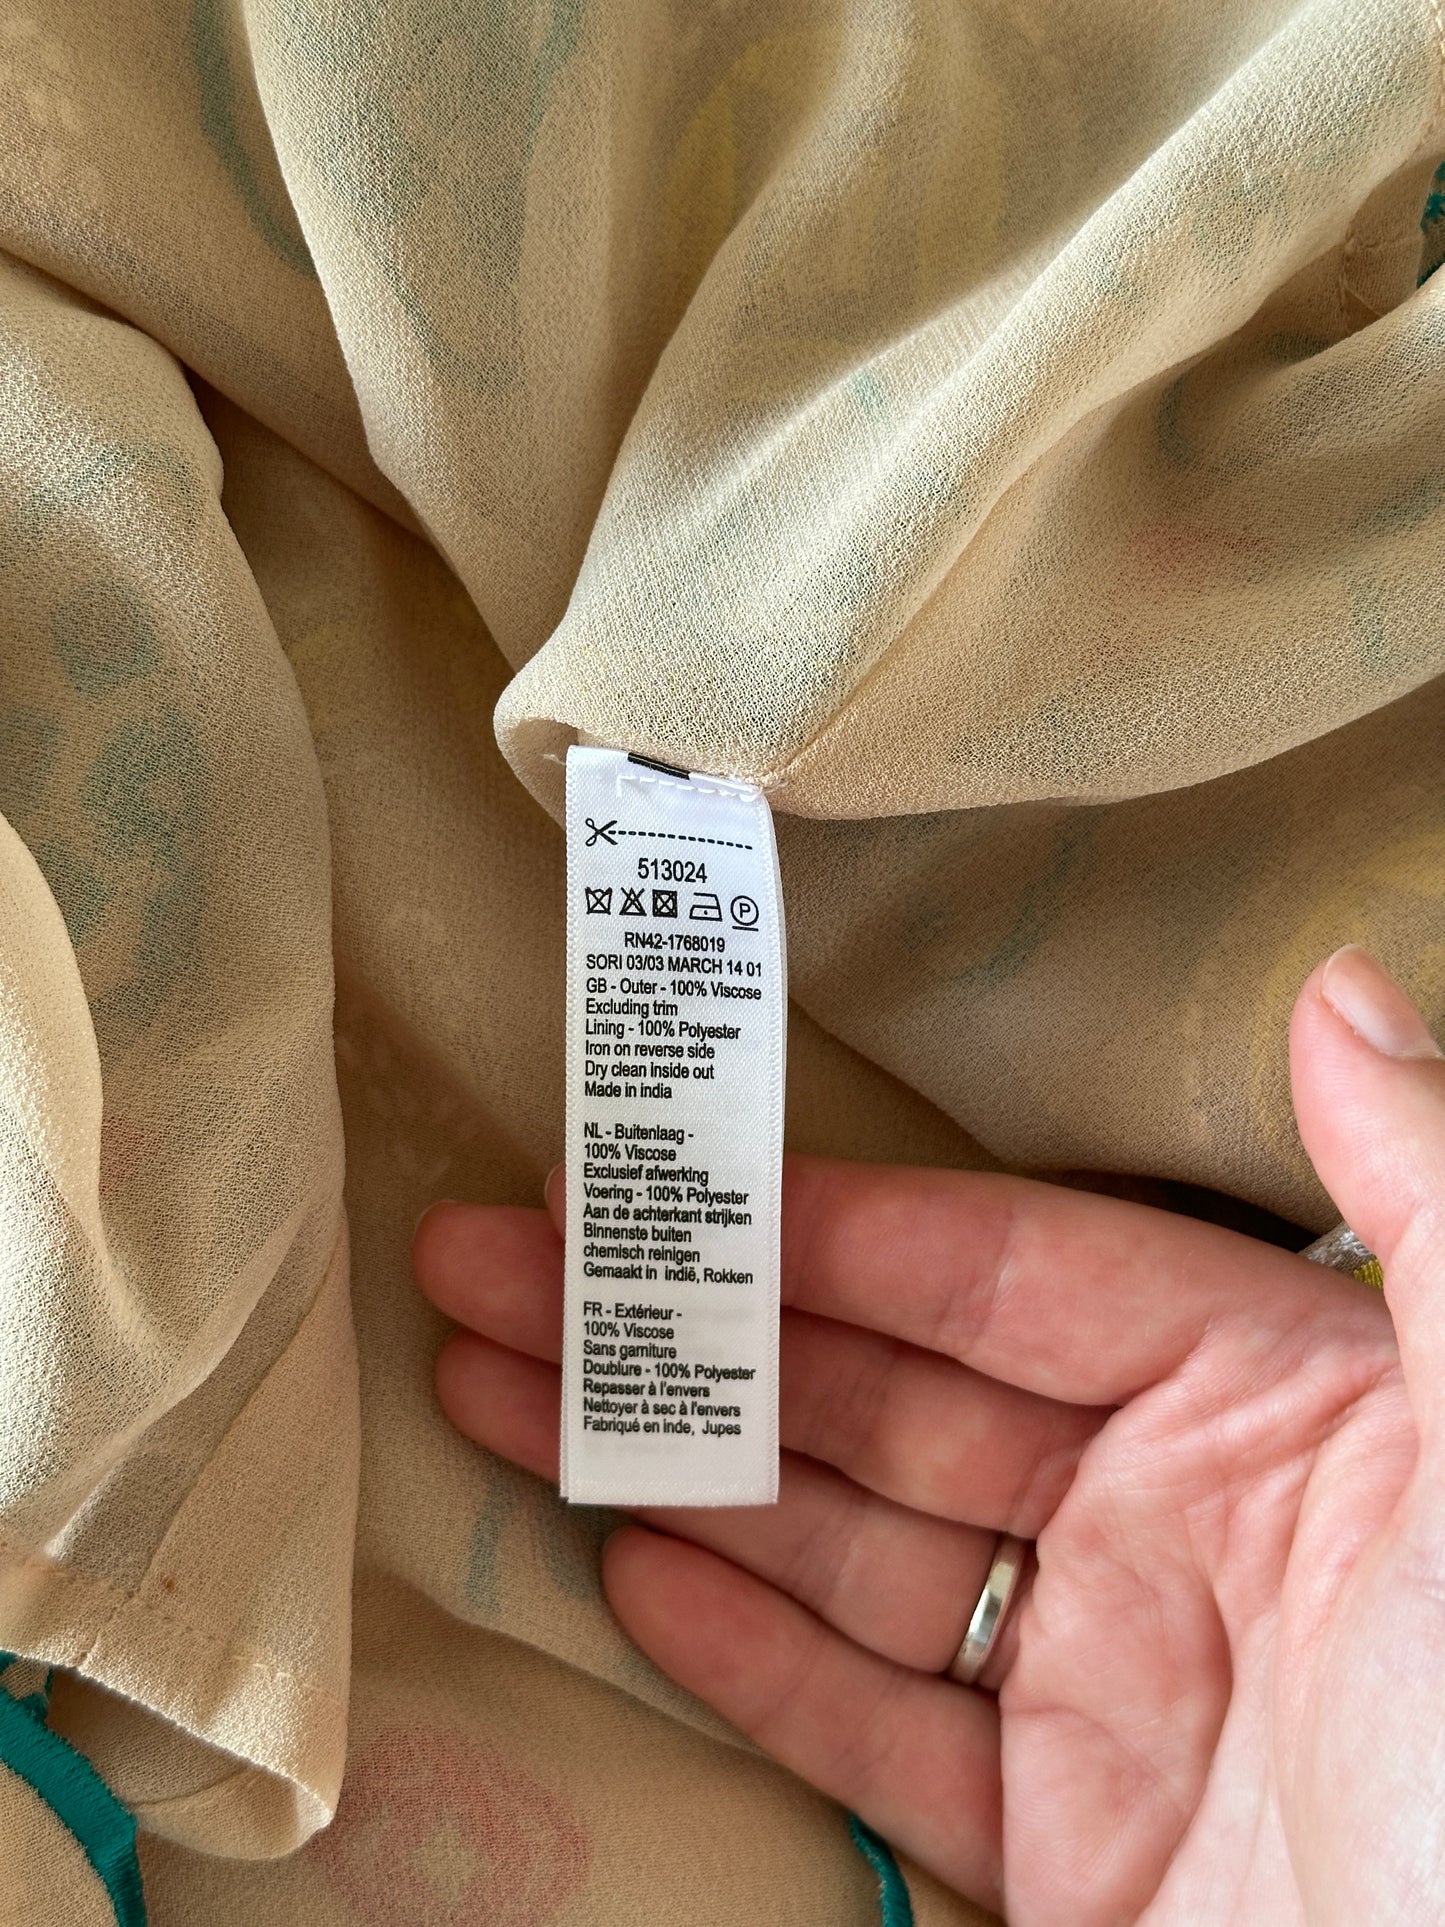 513024
P
RN42-1768019
SORI 03/03 MARCH 14 01
GB - Outer - 100% Viscose
Excluding trim
Lining - 100% Polyester
Iron on reverse side
Dry clean inside out
Made in india
NL - Buitenlaag -
100% Viscose
Exclusief afwerking
Voering - 100% Polyester
Aan de achterkant strijken
Binnenste buiten
chemisch reinigen
Gemaakt in indië, Rokken
FR - Extérieur -
100% Viscose
Sans garniture
Doublure - 100% Polyester
Repasser à l'envers
Nettoyer à sec à l'envers
Fabriqué en inde, Jupes